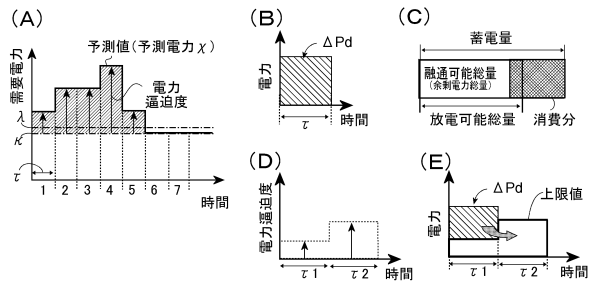 (A)
需要電力
予測値(予測電力χ)
電力
逼迫度
λ
κ
τ
1 2 3 4 5 6 7
時間
(B)
電力
ΔPd
τ
時間
(C)
蓄電量
融通可能総量
(余剰電力総量)
放電可能総量
消費分
(D)
電力逼迫度
τ1 τ2
時間
(E)
電力
ΔPd
上限値
τ1 τ2
時間